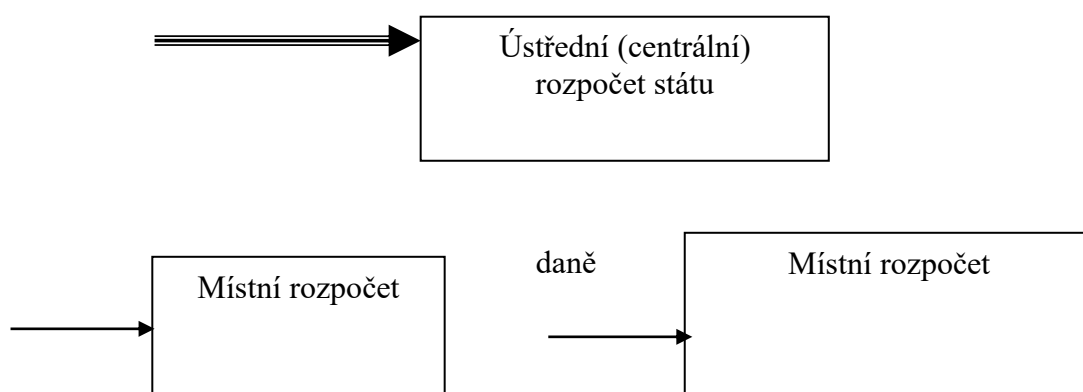 Ústřední (centrální)
rozpočet státu
Místní rozpočet
daně
Místní rozpočet